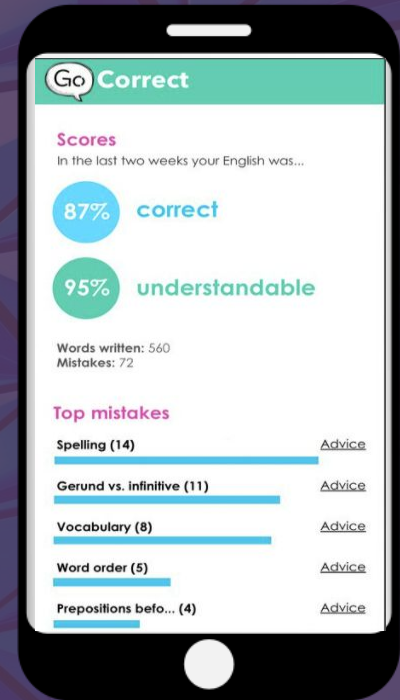 Go Correct
Scores
In the last two weeks your English was...
87% correct
95% understandable
Words written: 560
Mistakes: 72
Top mistakes
Spelling (14) Advice
Gerund vs. infinitive (11) Advice
Vocabulary (8) Advice
Word order (5) Advice
Prepositions befo... (4) Advice